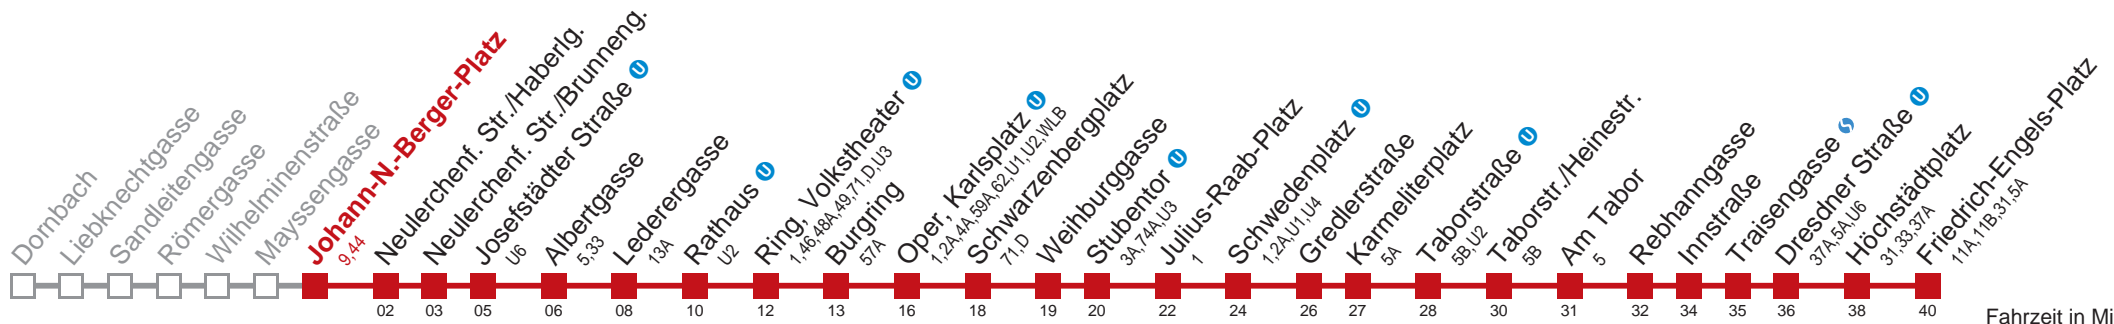 Dornbach
Liebknechtgasse
Sandleitengasse
Römergasse
Wilhelminenstraße
Mayssengasse
Johann-N.-Berger-Platz
9,44
Neulerchenf. Str./Haberlg.
Neulerchenf. Str./Brunneng.
Josefstädter Straße U
U6
Albertgasse
5,33
Lederergasse
13A
Rathaus U
U2
Ring, Volkstheater U
1,46,48A,49,71,D,U3
Burgring
57A
Oper, Karlsplatz U
1,2A,4A,59A,62,U1,U2,WLB
Schwarzenbergplatz
71,D
Weihburggasse
Stubentor U
3A,74A,U3
Julius-Raab-Platz
1
Schwedenplatz U
1,2A,U1,U4
Gredlerstraße
Karmeliterplatz
5A
Taborstraße U
5B,U2
Taborstr./Heinestr.
5B
Am Tabor
5
Rebhanngasse
Innstraße
Traisengasse S
Dresdner Straße U
37A,5A,U6
Höchstädtplatz
31,33,37A
Friedrich-Engels-Platz
11A,11B,31,5A
02 03 05 06 08 10 12 13 16 18 19 20 22 24 26 27 28 30 31 32 34 35 36 38 40
Fahrzeit in Mi